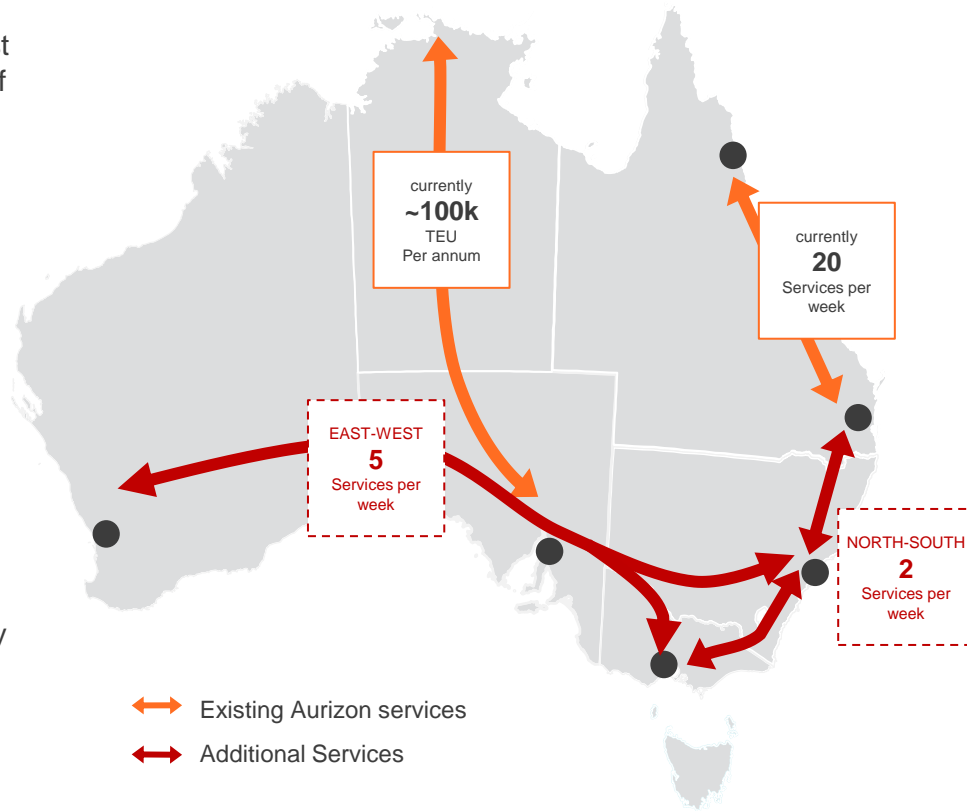 currently
~100k
TEU
Per annum
currently
20
Services per
week
EAST-WEST
5
Services per
week
NORTH-SOUTH
2
Services per
week
Existing Aurizon services
Additional Services